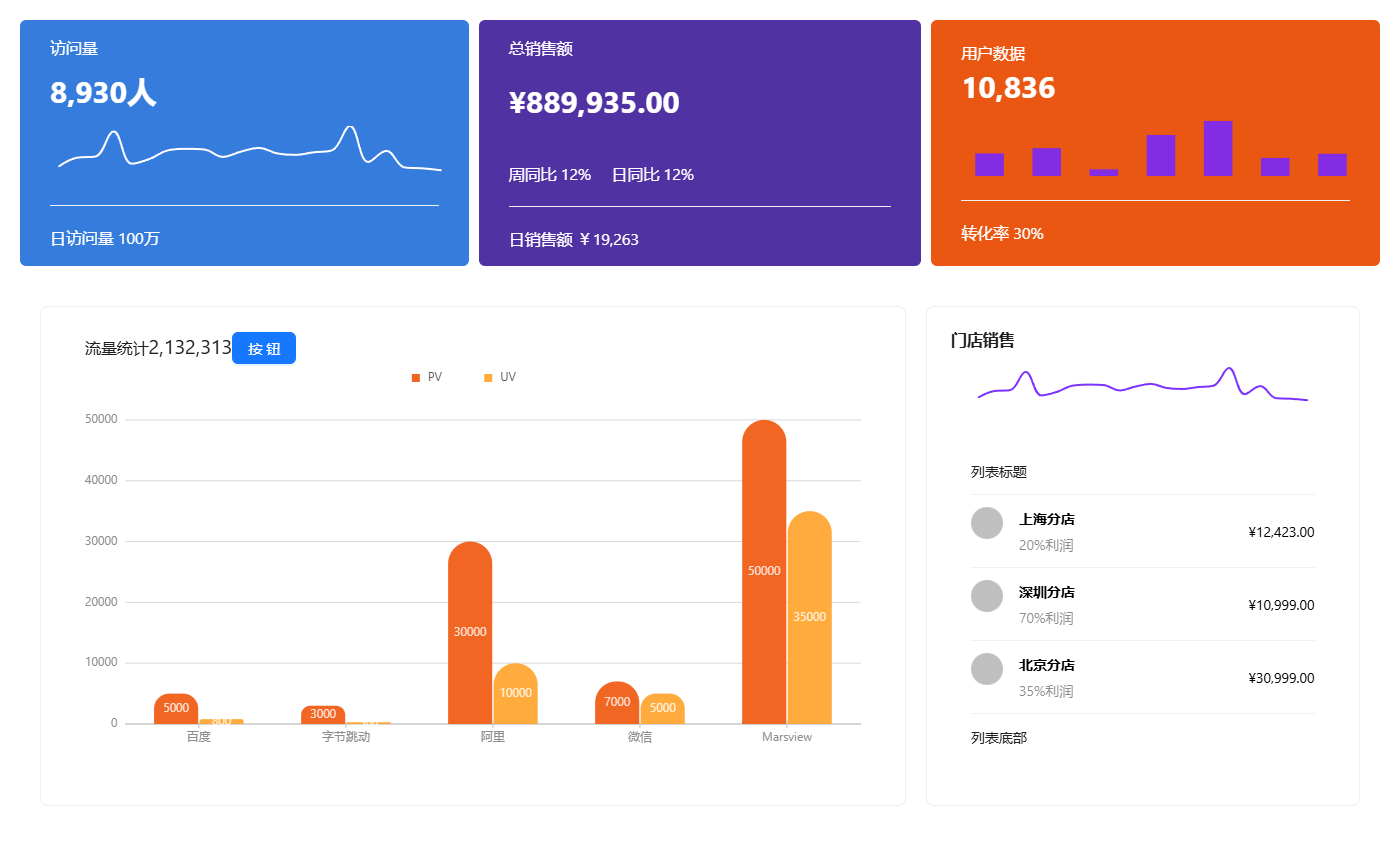 访问量
8,930人
日访问量 100万
总销售额
¥889,935.00
周同比 12% 日同比 12%
日销售额 ￥19,263
用户数据
10,836
转化率 30%
流量统计2,132,313 按 钮
PV UV
50000
40000
30000
20000
10000
0
5000 800
3000
30000 10000
7000 5000
50000 35000
百度 字节跳动 阿里 微信 Marsview
门店销售
列表标题
上海分店
20%利润
¥12,423.00
深圳分店
70%利润
¥10,999.00
北京分店
35%利润
¥30,999.00
列表底部